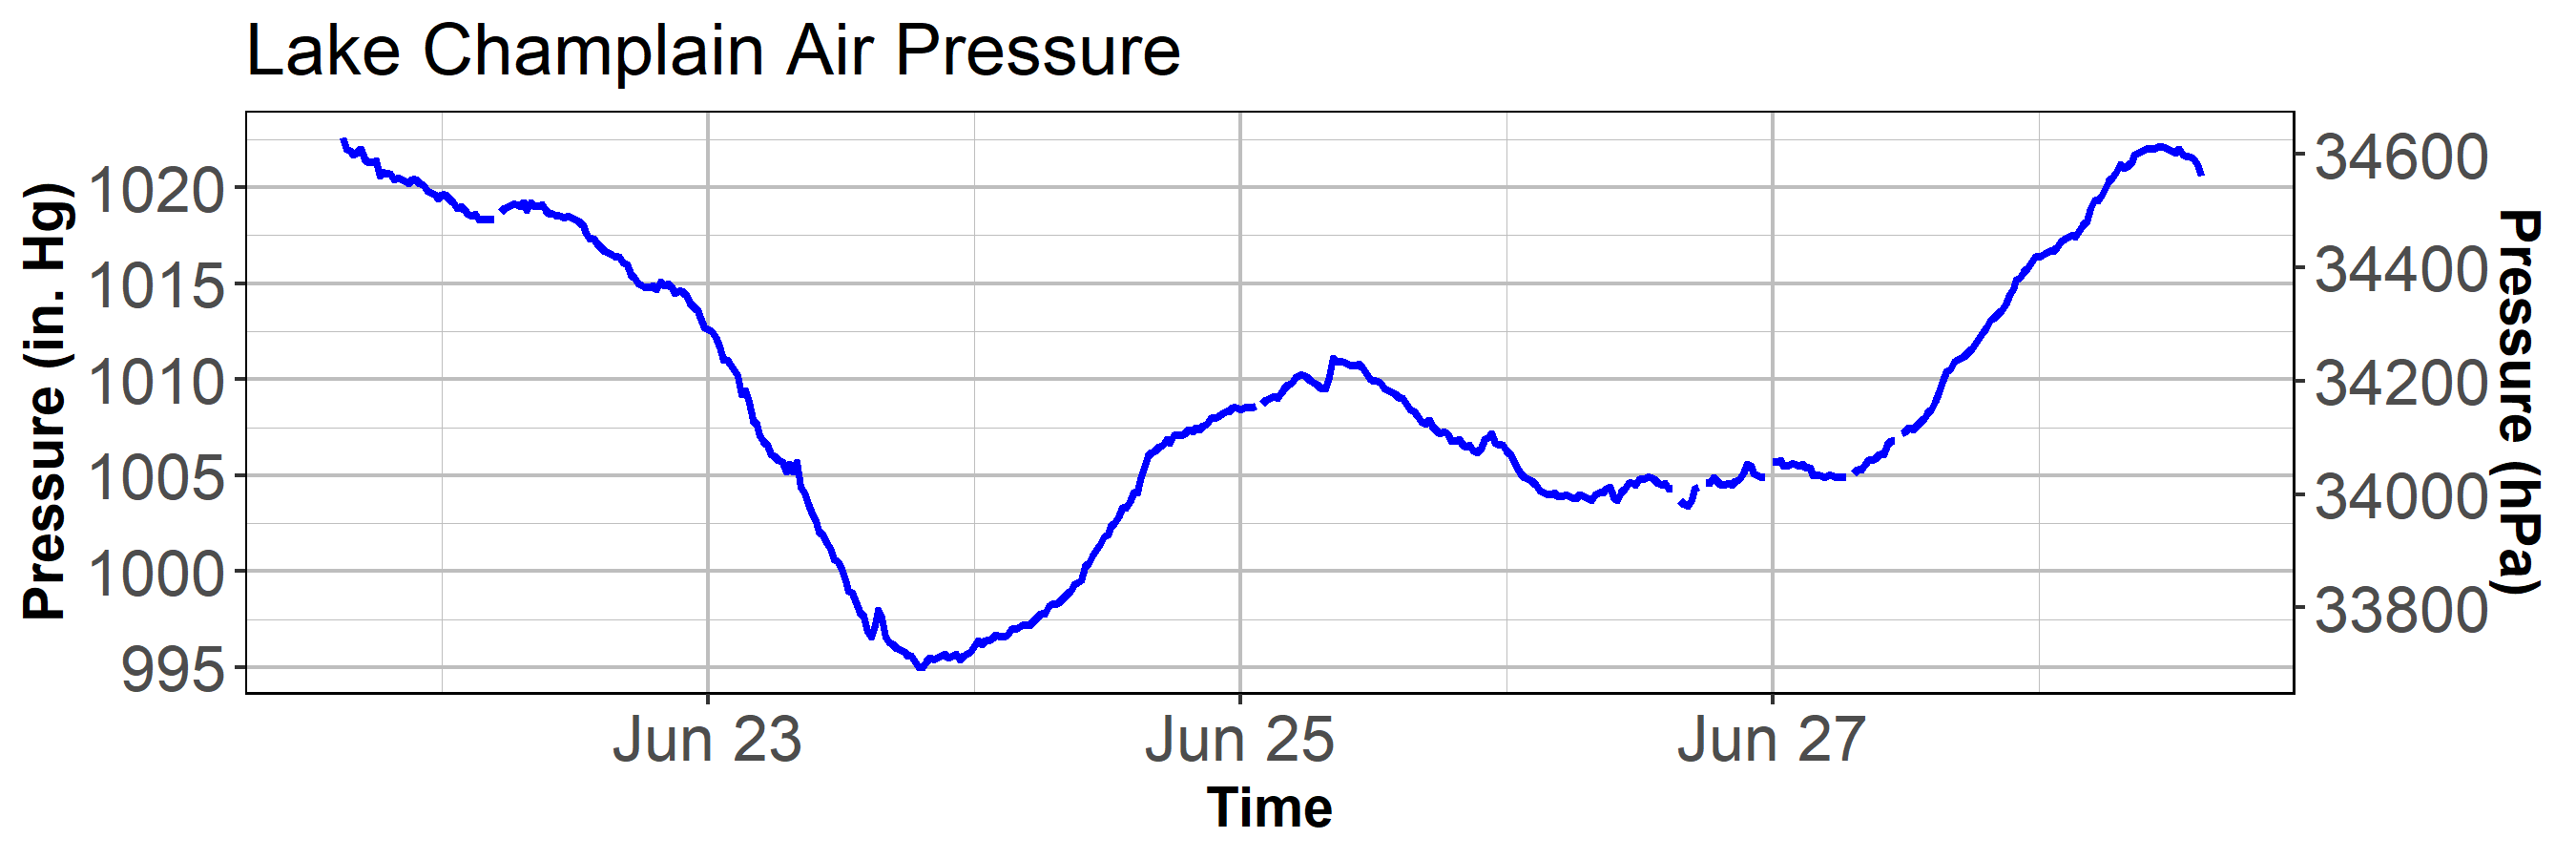 Lake Champlain Air Pressure
Pressure (in. Hg)
1020
1015
1010
1005
1000
995
34600
34400
34200
34000
33800
Pressure (hPa)
Jun 23
Jun 25
Jun 27
Time